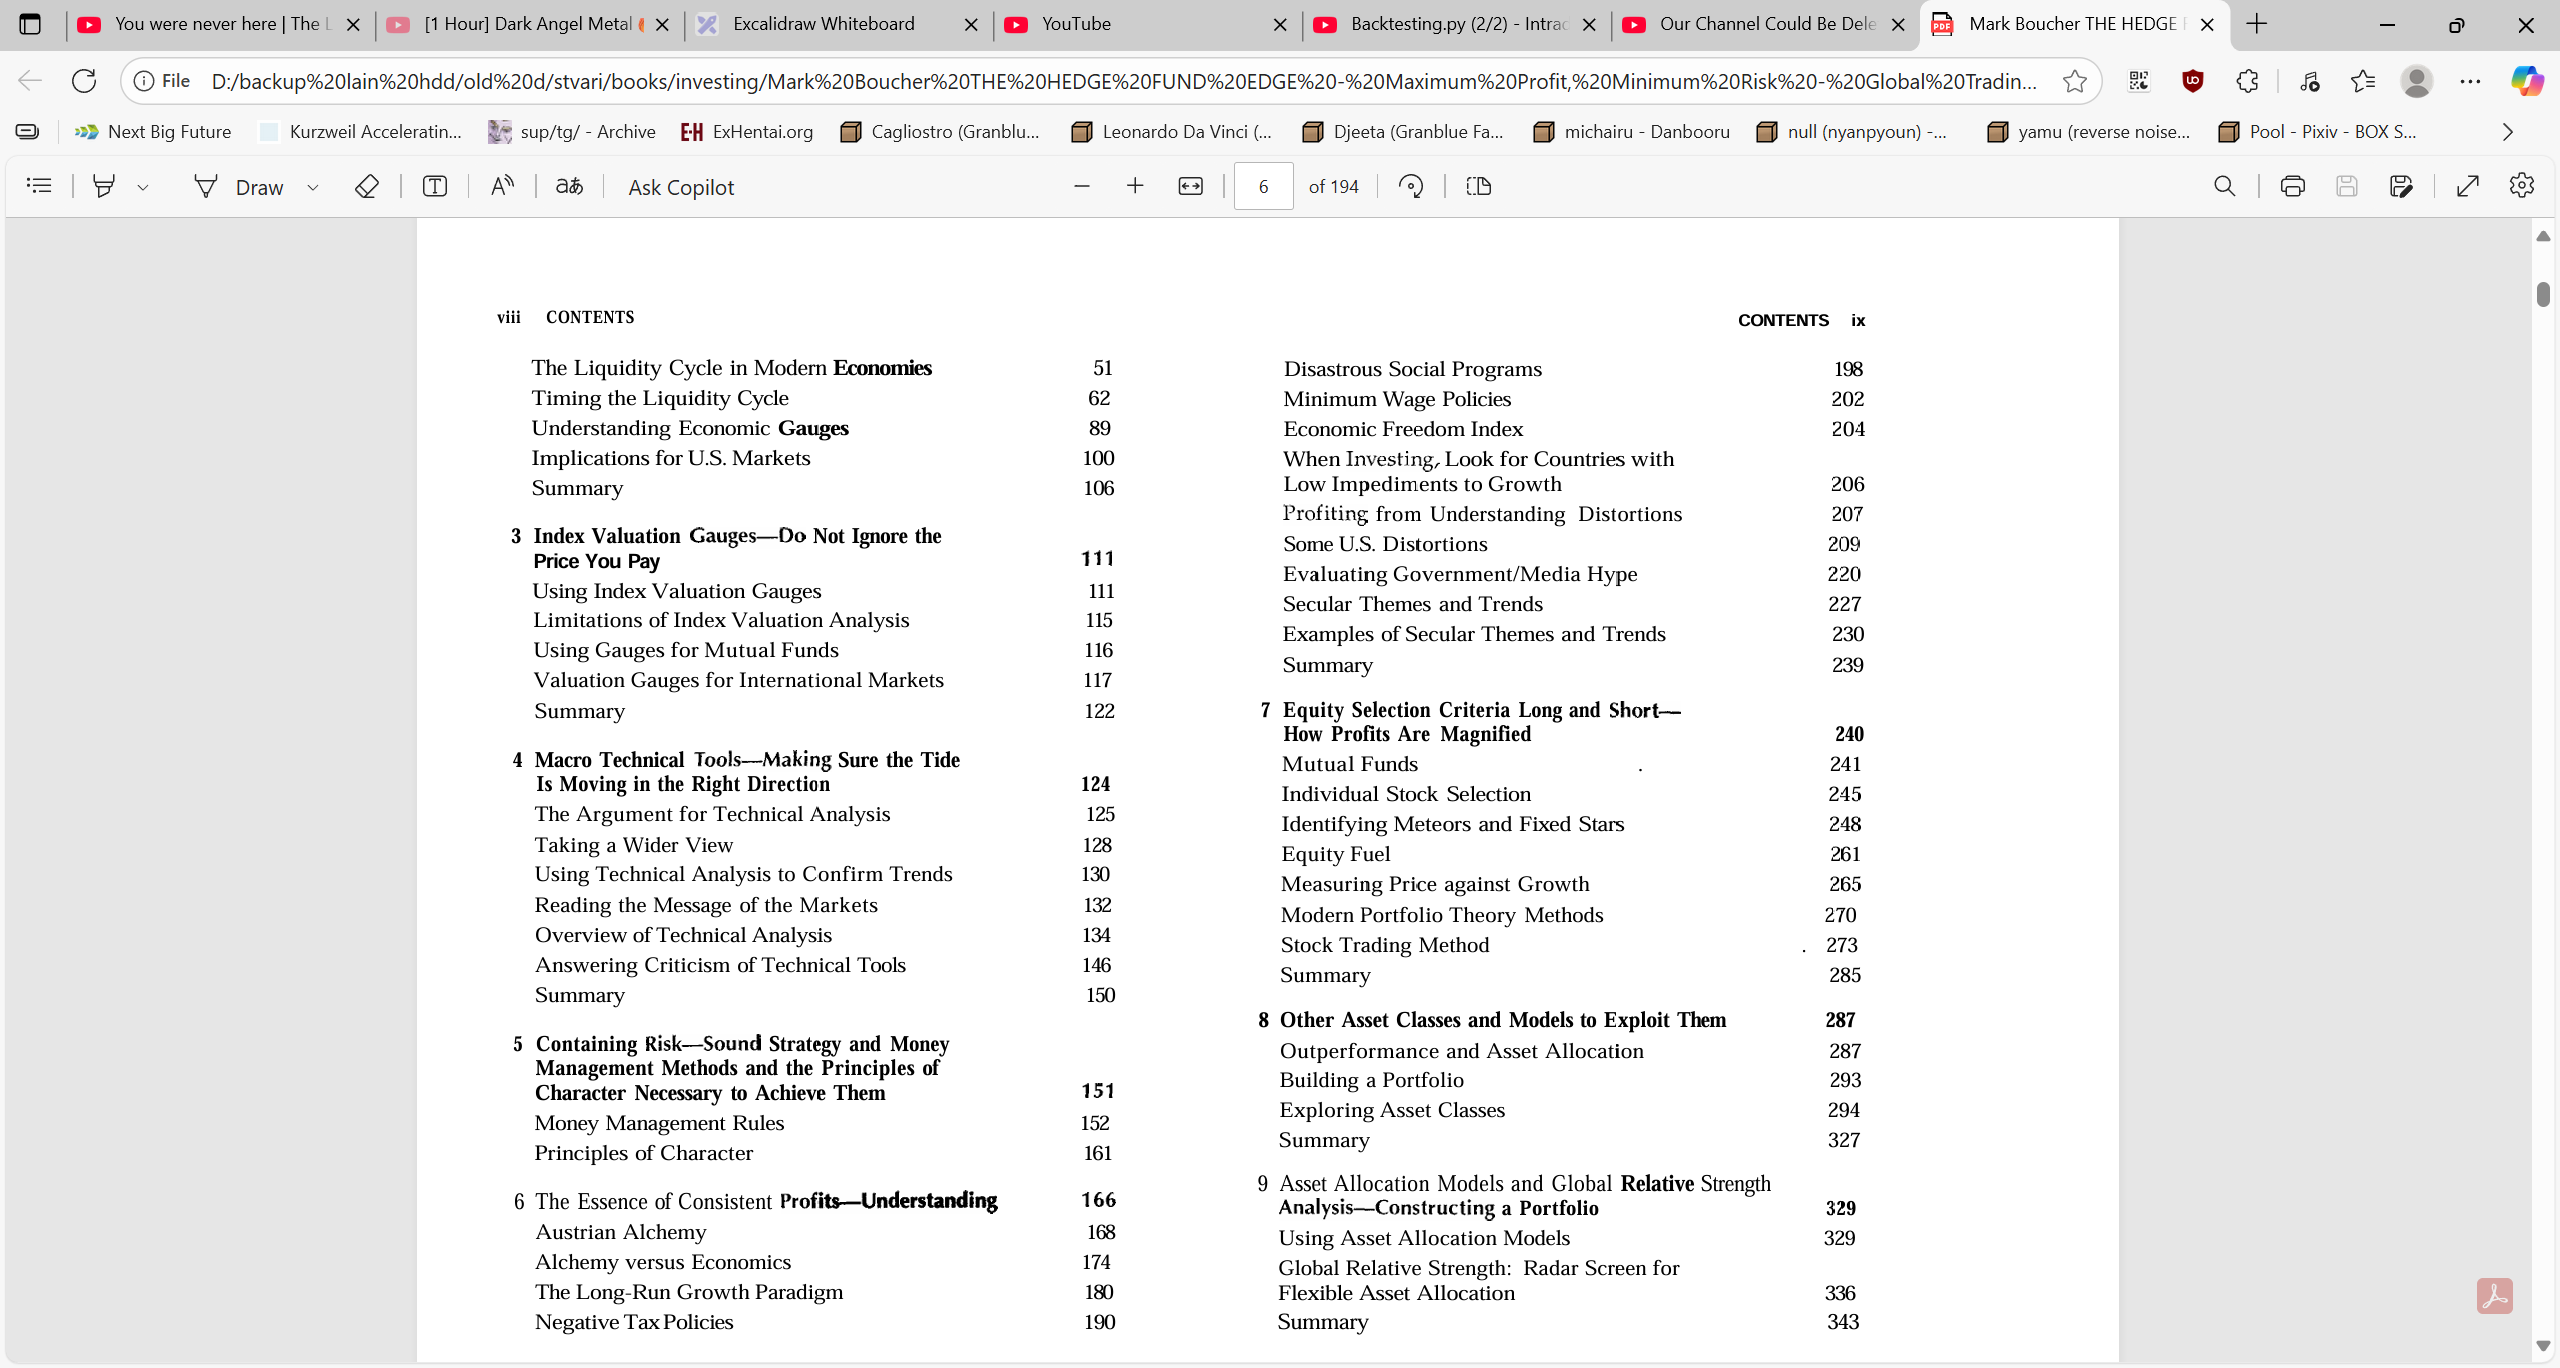 You were never here | The L
[1 Hour] Dark Angel Metal
Excalidraw Whiteboard
YouTube
Backtesting.py (2/2) - Intrac
Our Channel Could Be Dele
Mark Boucher THE HEDGE F
File D:/backup%20lain%20hdd/old%20d/stvari/books/investing/Mark%20Boucher%20THE%20HEDGE%20FUND%20EDGE%20-%20Maximum%20Profit,%20Minimum%20Risk%20-%20Global%20Tradin...
Next Big Future
Kurzweil Acceleratin...
sup/tg/ - Archive
ExHentai.org
Cagliostro (Granblu...
Leonardo Da Vinci (...
Djeeta (Granblue Fa...
michairu - Danbooru
null (nyanpyoun) -...
yamu (reverse noise...
Pool - Pixiv - BOX S...
Draw
Ask Copilot
6 of 194
viii CONTENTS
The Liquidity Cycle in Modern Economies 51
Timing the Liquidity Cycle 62
Understanding Economic Gauges 89
Implications for U.S. Markets 100
Summary 106
3 Index Valuation Gauges—Do Not Ignore the
Price You Pay 111
Using Index Valuation Gauges 111
Limitations of Index Valuation Analysis 115
Using Gauges for Mutual Funds 116
Valuation Gauges for International Markets 117
Summary 122
4 Macro Technical Tools—Making Sure the Tide
Is Moving in the Right Direction 124
The Argument for Technical Analysis 125
Taking a Wider View 128
Using Technical Analysis to Confirm Trends 130
Reading the Message of the Markets 132
Overview of Technical Analysis 134
Answering Criticism of Technical Tools 146
Summary 150
5 Containing Risk—Sound Strategy and Money
Management Methods and the Principles of
Character Necessary to Achieve Them 151
Money Management Rules 152
Principles of Character 161
6 The Essence of Consistent Profits—Understanding 166
Austrian Alchemy 168
Alchemy versus Economics 174
The Long-Run Growth Paradigm 180
Negative Tax Policies 190
CONTENTS ix
Disastrous Social Programs 198
Minimum Wage Policies 202
Economic Freedom Index 204
When Investing, Look for Countries with
Low Impediments to Growth 206
Profiting from Understanding Distortions 207
Some U.S. Distortions 209
Evaluating Government/Media Hype 220
Secular Themes and Trends 227
Examples of Secular Themes and Trends 230
Summary 239
7 Equity Selection Criteria Long and Short—
How Profits Are Magnified 240
Mutual Funds 241
Individual Stock Selection 245
Identifying Meteors and Fixed Stars 248
Equity Fuel 261
Measuring Price against Growth 265
Modern Portfolio Theory Methods 270
Stock Trading Method 273
Summary 285
8 Other Asset Classes and Models to Exploit Them 287
Outperformance and Asset Allocation 287
Building a Portfolio 293
Exploring Asset Classes 294
Summary 327
9 Asset Allocation Models and Global Relative Strength
Analysis—Constructing a Portfolio 329
Using Asset Allocation Models 329
Global Relative Strength: Radar Screen for
Flexible Asset Allocation 336
Summary 343